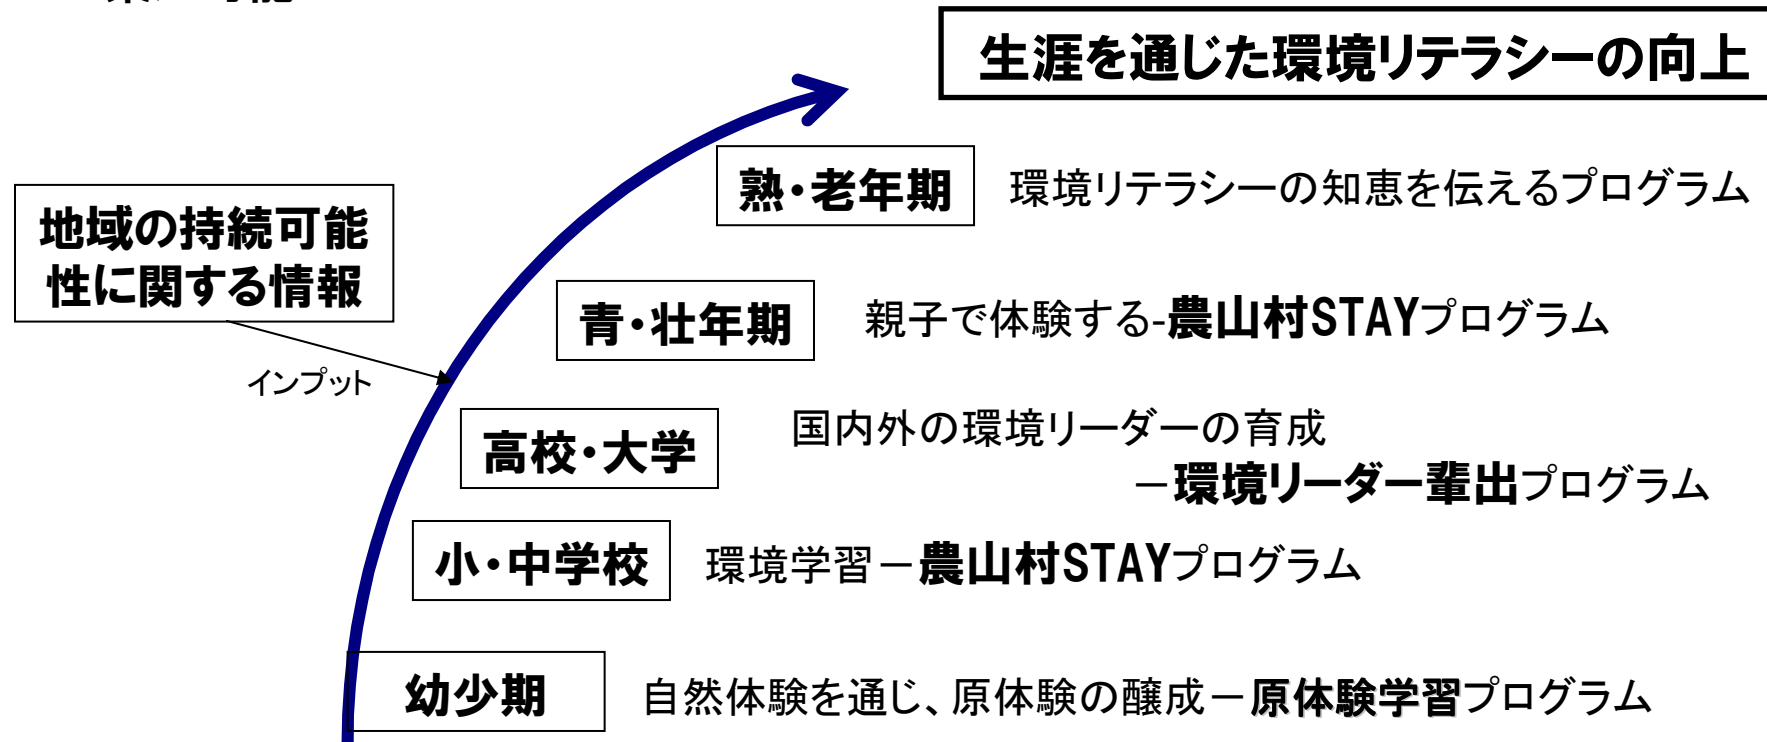 生涯を通じた環境リテラシーの向上
熟・老年期
環境リテラシーの知恵を伝えるプログラム
地域の持続可能
性に関する情報
青・壮年期
親子で体験する-農山村STAYプログラム
インプット
高校・大学
国内外の環境リーダーの育成
－環境リーダー輩出プログラム
小・中学校
環境学習－農山村STAYプログラム
幼少期
自然体験を通じ、原体験の醸成－原体験学習プログラム